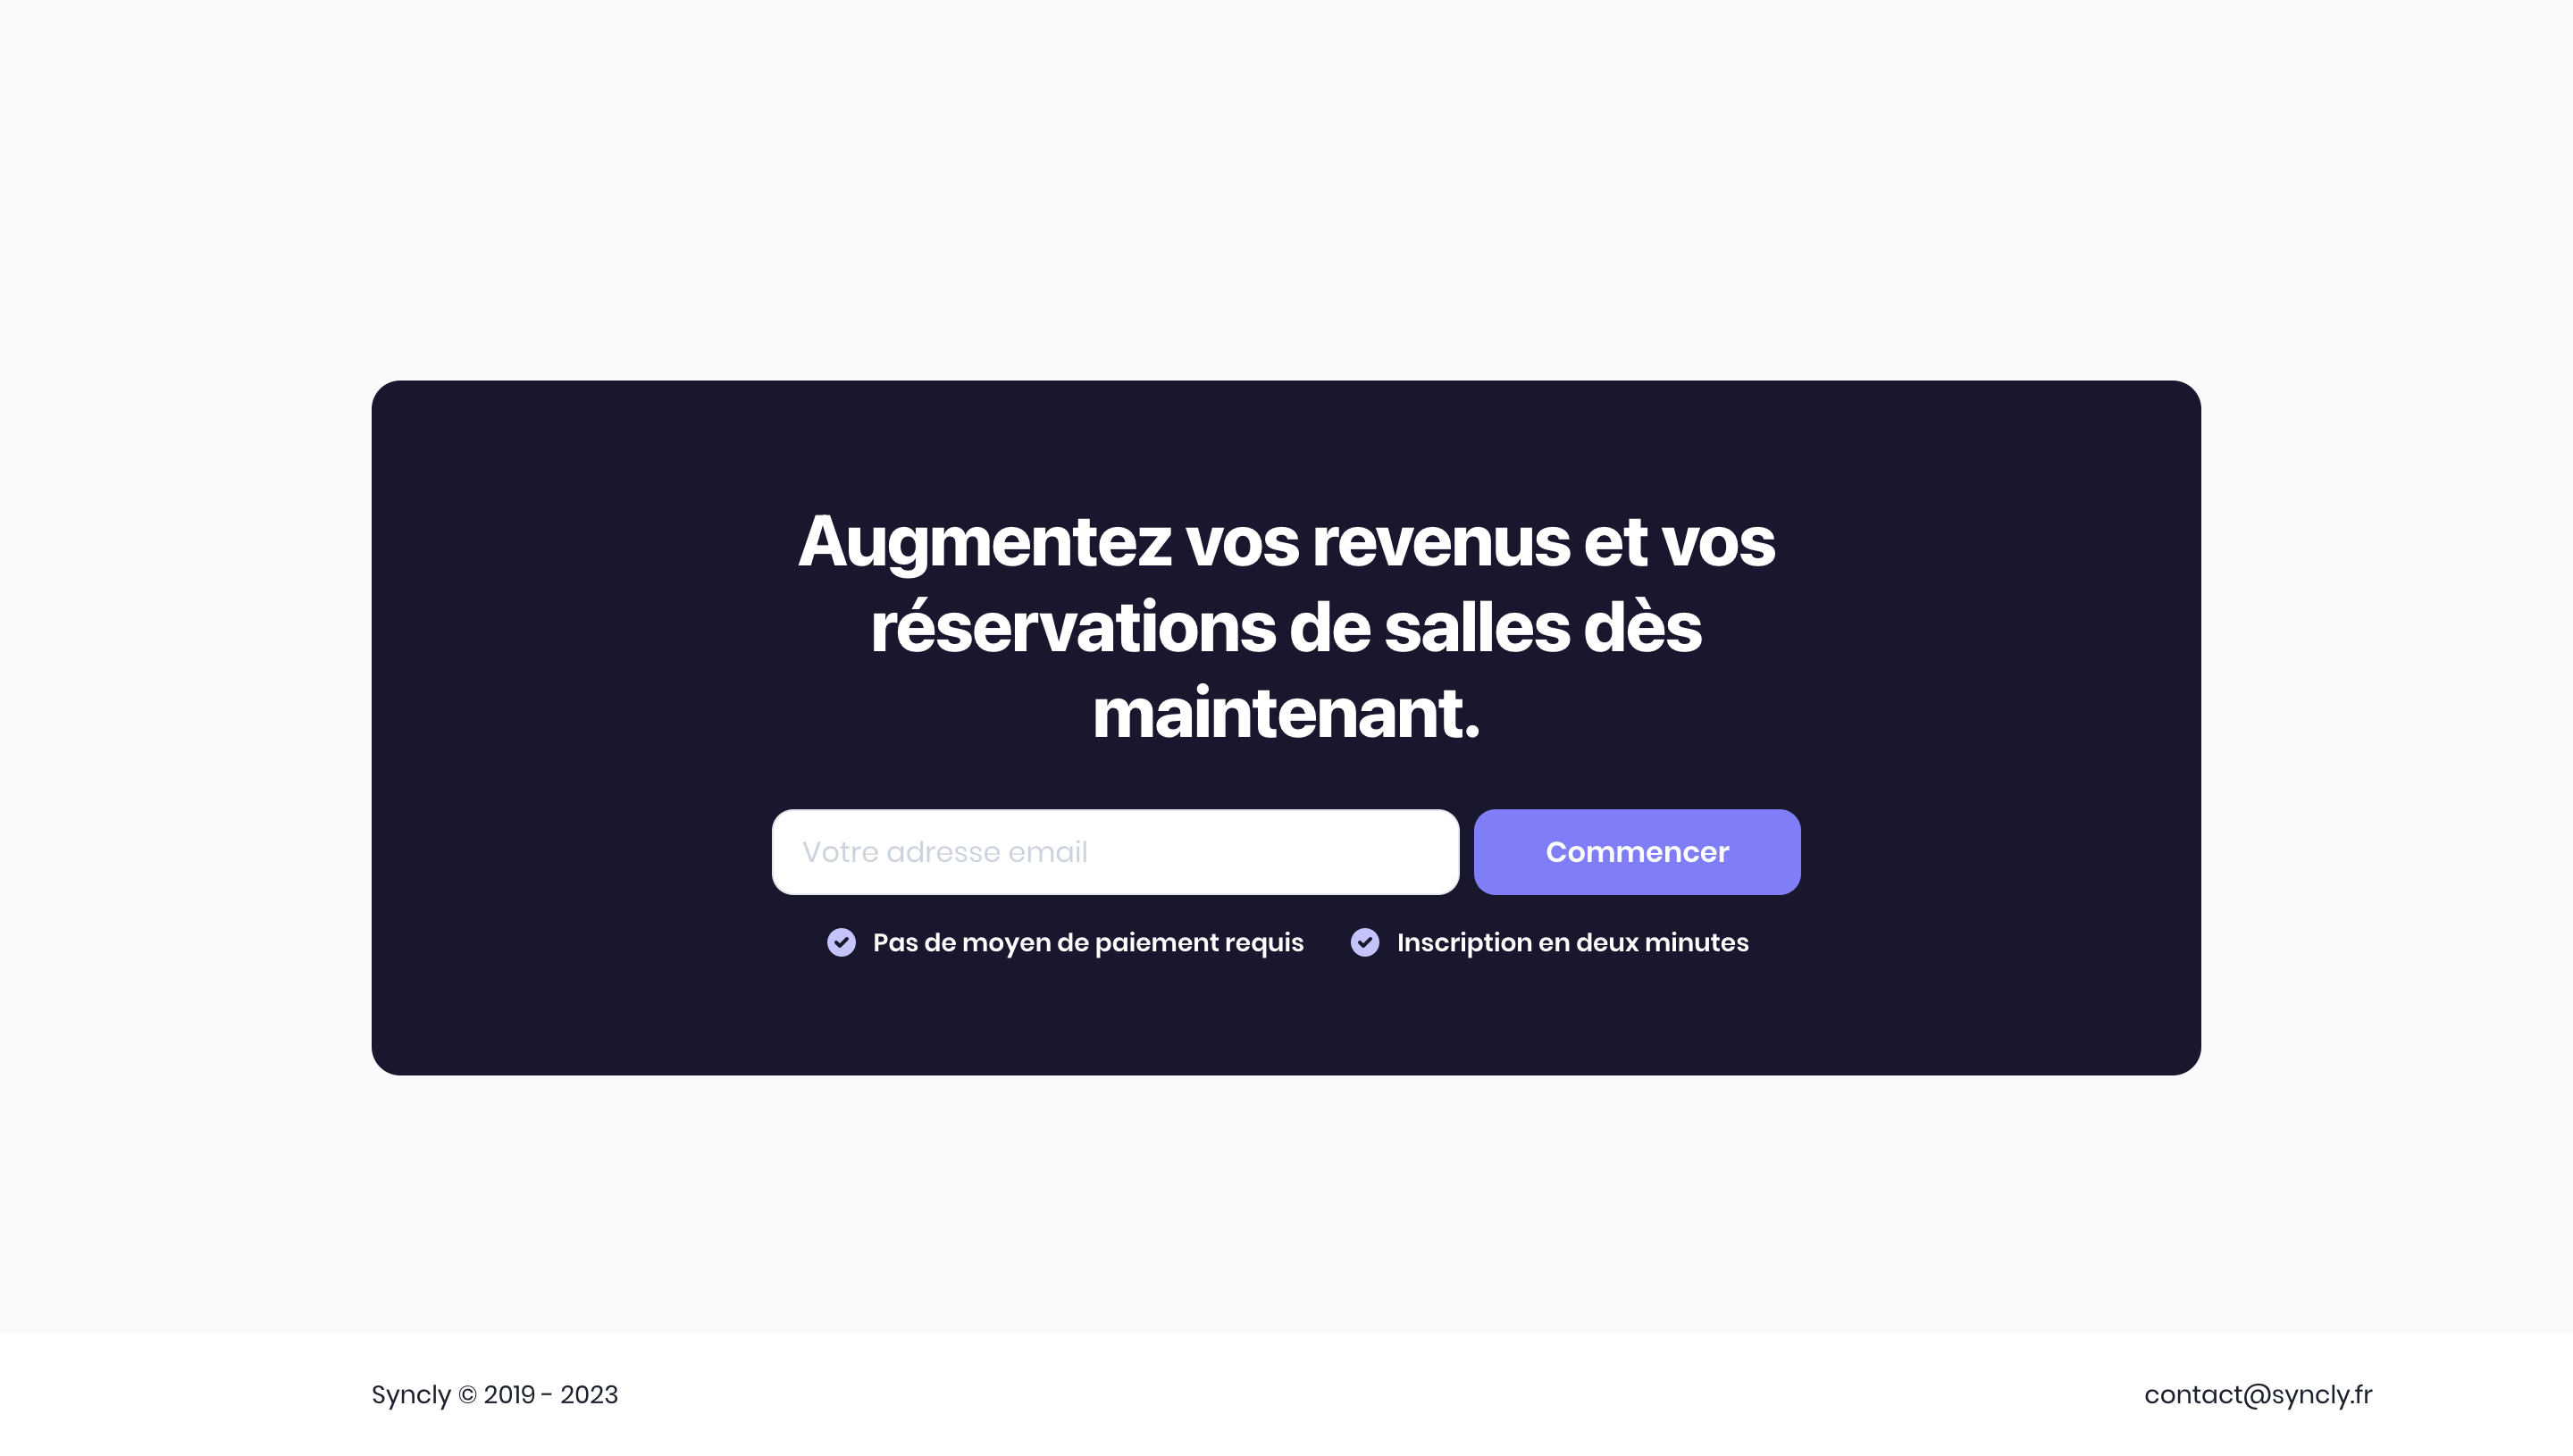 Augmentez vos revenus et vos
réservations de salles dès
maintenant.
Votre adresse email
Commencer
Pas de moyen de paiement requis
Inscription en deux minutes
Syncly © 2019 - 2023
contact@syncly.fr